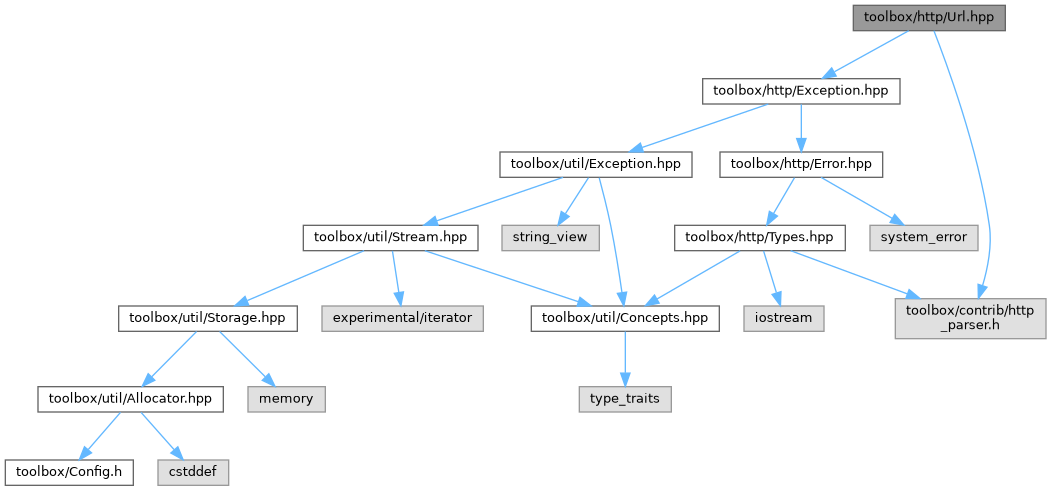 toolbox/http/Url.hpp
toolbox/http/Exception.hpp
toolbox/util/Exception.hpp
toolbox/http/Error.hpp
toolbox/util/Stream.hpp
string_view
toolbox/http/Types.hpp
system_error
toolbox/util/Storage.hpp
experimental/iterator
toolbox/util/Concepts.hpp
iostream
toolbox/contrib/http
_parser.h
toolbox/util/Allocator.hpp
memory
type_traits
toolbox/Config.h
cstddef